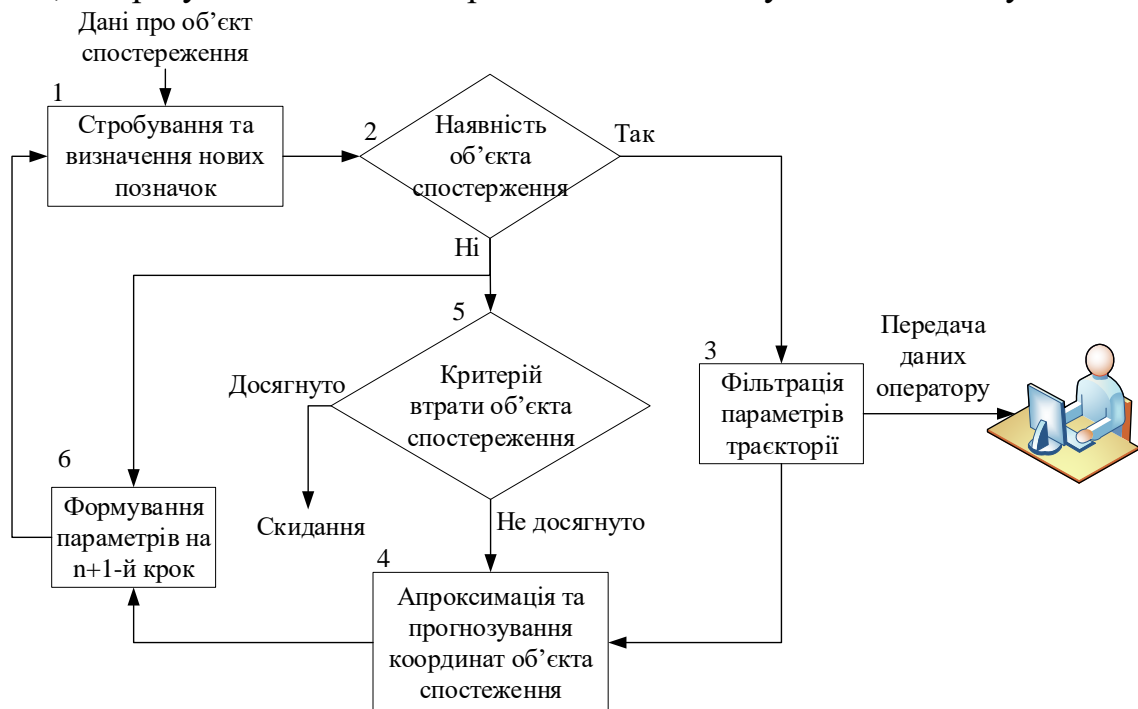 Дані про об’єкт
спостереження
1
Стробування та
визначення нових
позначок
2
Наявність
об’єкта
спостерження
Так
Ні
5
Критерій
втрати об’єкта
спостереження
Досягнуто
Скидання
Не досягнуто
3
Фільтрація
параметрів
траєкторії
Передача
даних
оператору
6
Формування
параметрів на
n+1-й крок
4
Апроксимація та
прогнозування
координат об’єкта
спостеження